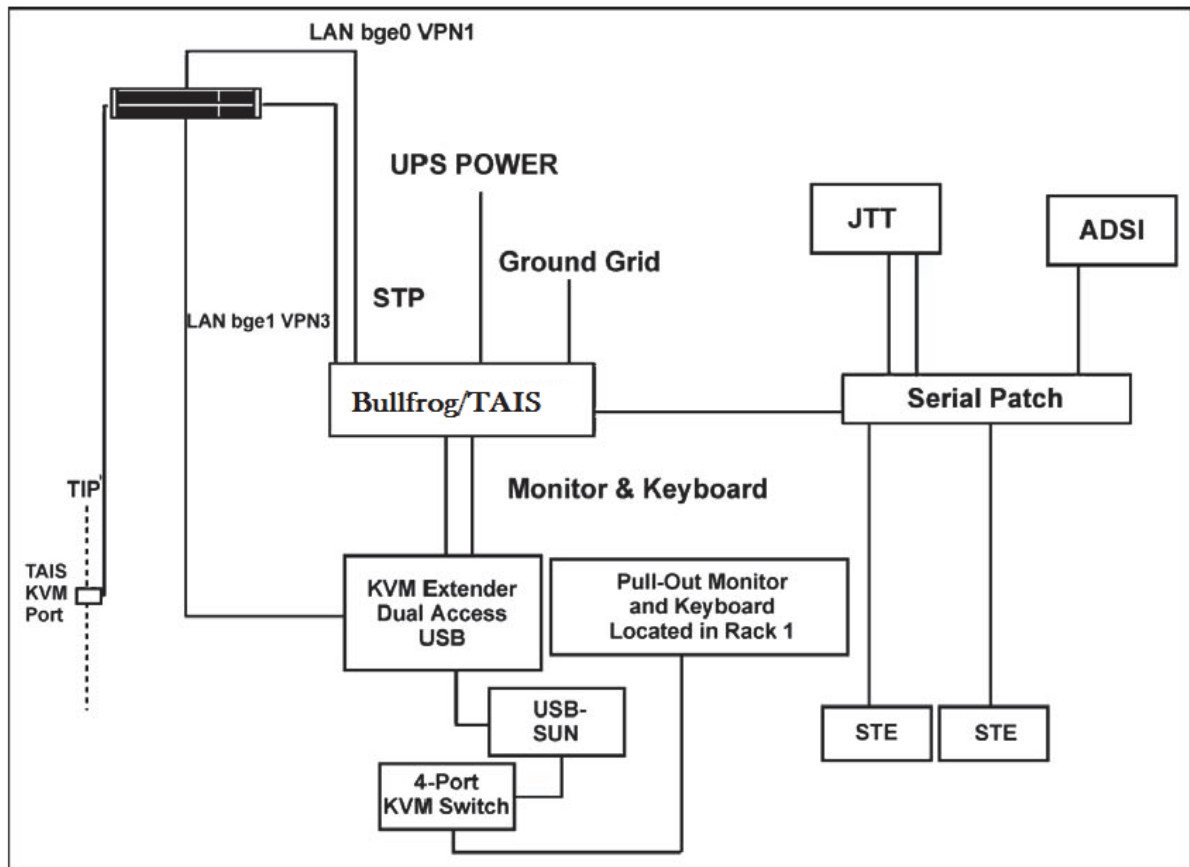 LAN bge0 VPN1
UPS POWER
Ground Grid
STP
LAN bge1 VPN3
JTT
ADSI
Bullfrog/TAIS
Serial Patch
Monitor & Keyboard
TIP
TAIS
KVM
Port
KVM Extender
Dual Access
USB
Pull-Out Monitor
and Keyboard
Located in Rack 1
USB-
SUN
4-Port
KVM Switch
STE
STE